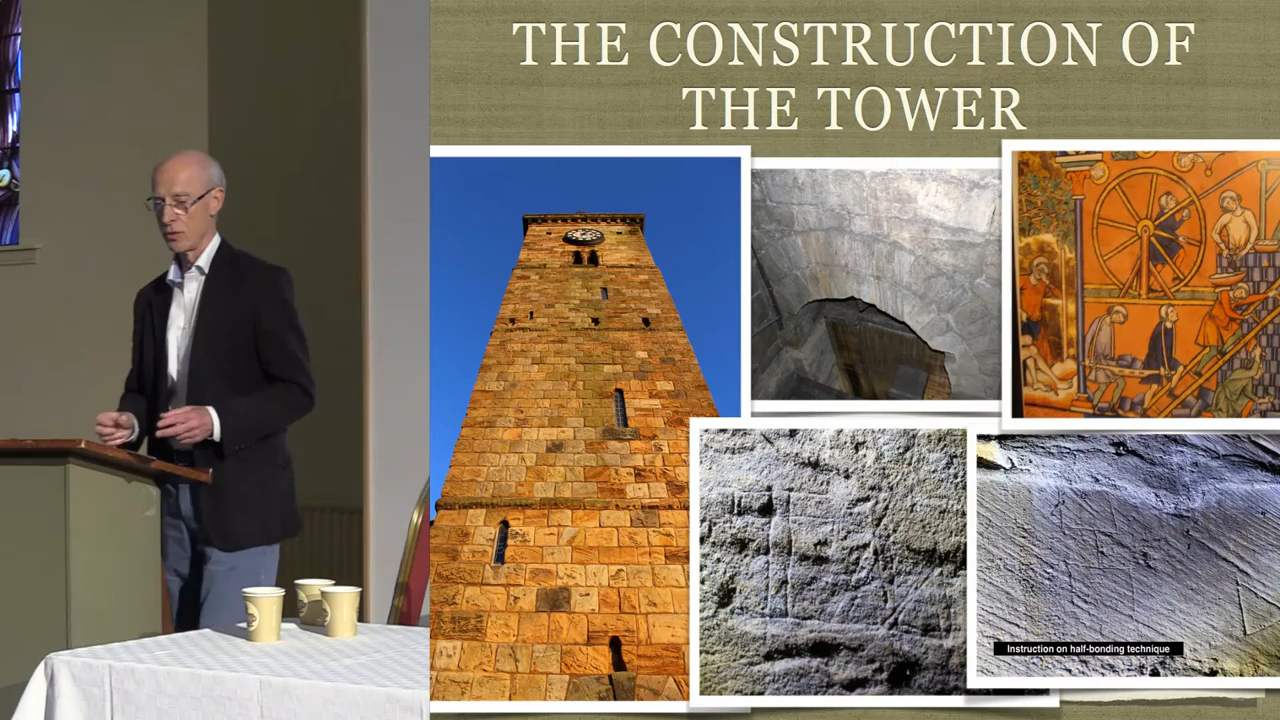 THE CONSTRUCTION OF
THE TOWER
Instruction on half-bonding technique